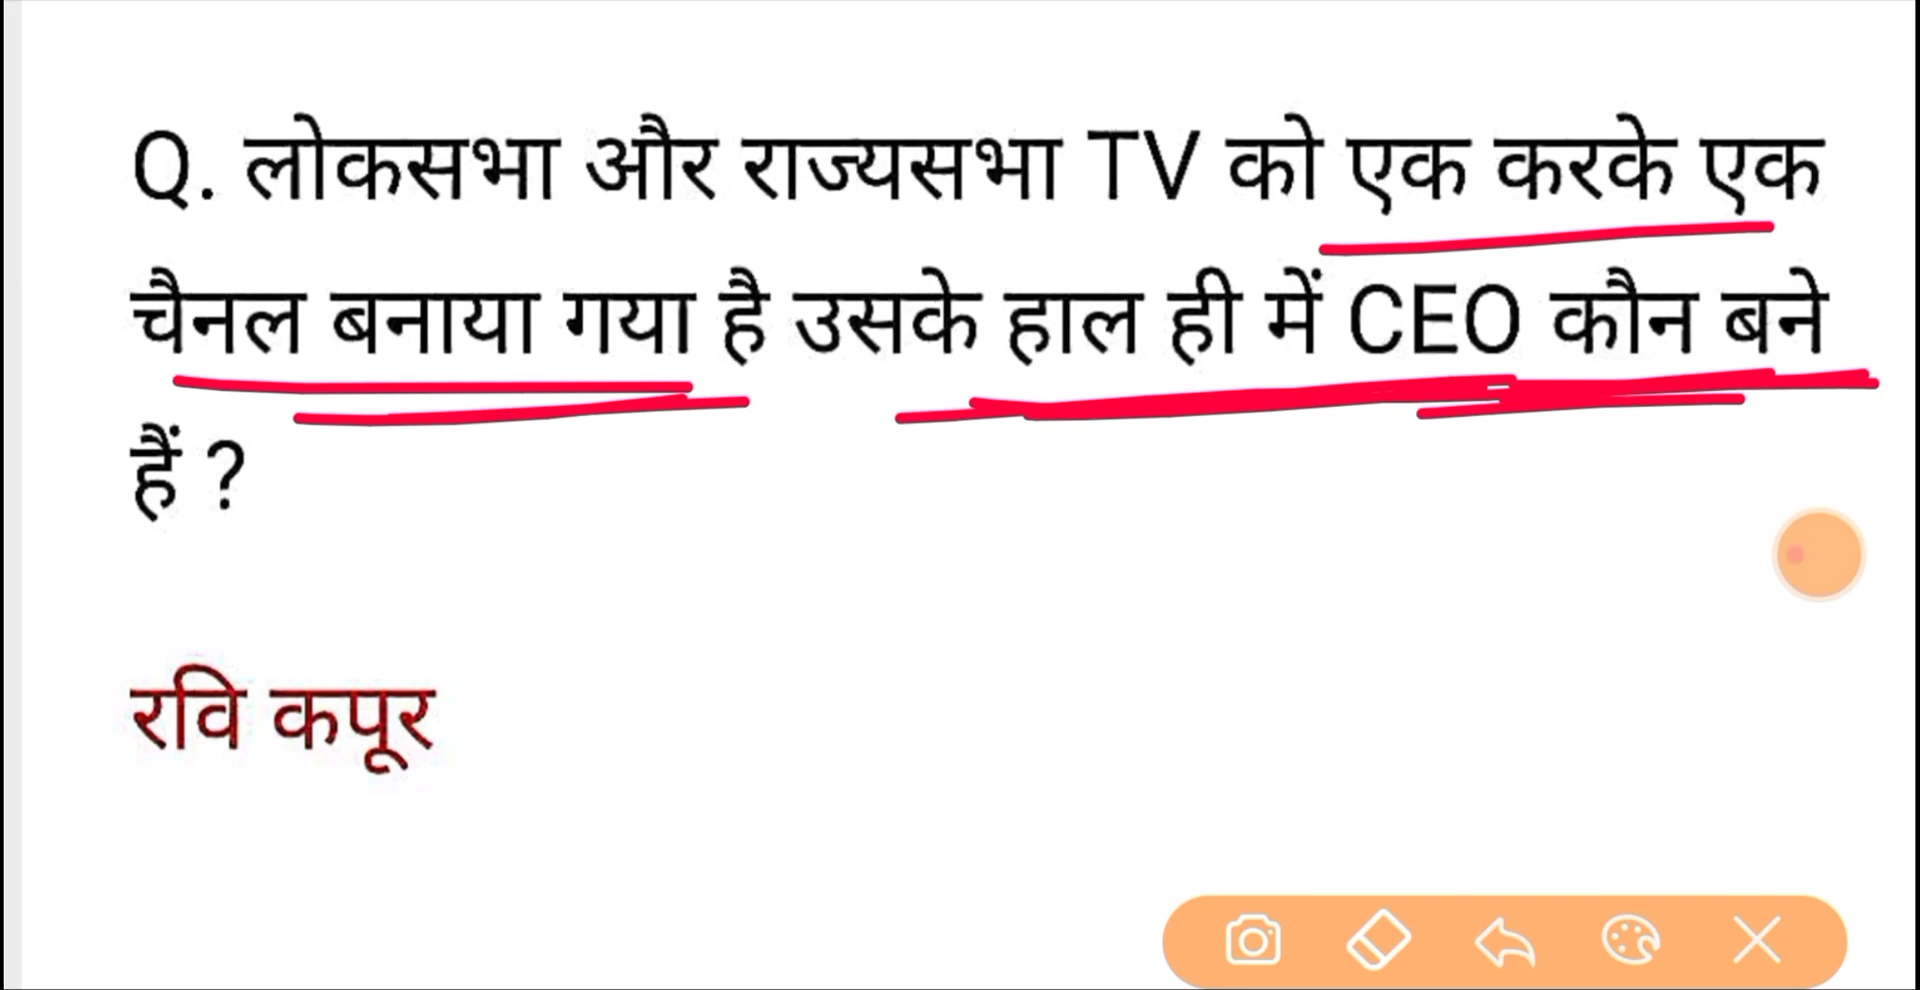 Q. लोकसभा और राज्यसभा TV को एक करके एक
चैनल बनाया गया है उसके हाल ही में CEO कौन बने
हैं ?
रवि कपूर